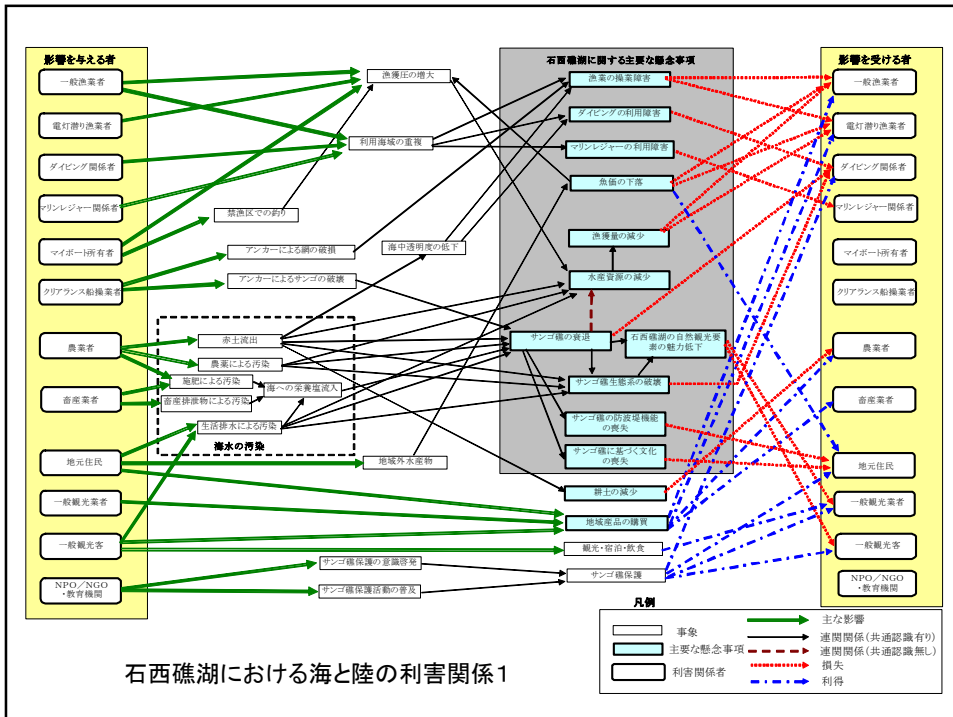 影響を与える者
一般漁業者
電灯潜り漁業者
ダイビング関係者
マリンレジャー関係者
マイボート所有者
クリアランス船操業者
農業者
畜産業者
地元住民
一般観光業者
一般観光客
NPO/NGO
・教育機関
漁獲圧の増大
利用海域の重複
禁漁区での釣り
アンカーによる網の破損
海中透明度の低下
アンカーによるサンゴの破壊
赤土流出
農薬による汚染
施肥による汚染
海への栄養塩流入
畜産排泄物による汚染
生活排水による汚染
海水の汚染
地域外水産物
サンゴ礁保護の意識啓発
サンゴ礁保護活動の普及
石西礁湖に関する主要な懸念事項
漁業の操業障害
ダイビングの利用障害
マリンレジャーの利用障害
魚価の下落
漁獲量の減少
水産資源の減少
サンゴ礁の衰退
石西礁湖の自然観光要
素の魅力低下
サンゴ礁生態系の破壊
サンゴ礁の防波堤機能
の喪失
サンゴ礁に基づく文化
の喪失
耕土の減少
地域産品の購買
観光・宿泊・飲食
サンゴ礁保護
影響を受ける者
一般漁業者
電灯潜り漁業者
ダイビング関係者
マリンレジャー関係者
マイボート所有者
クリアランス船操業者
農業者
畜産業者
地元住民
一般観光業者
一般観光客
NPO/NGO
・教育機関
凡例
事象
主要な懸念事項
利害関係者
主な影響
連関関係(共通認識有り)
連関関係(共通認識無し)
損失
利得
石西礁湖における海と陸の利害関係1